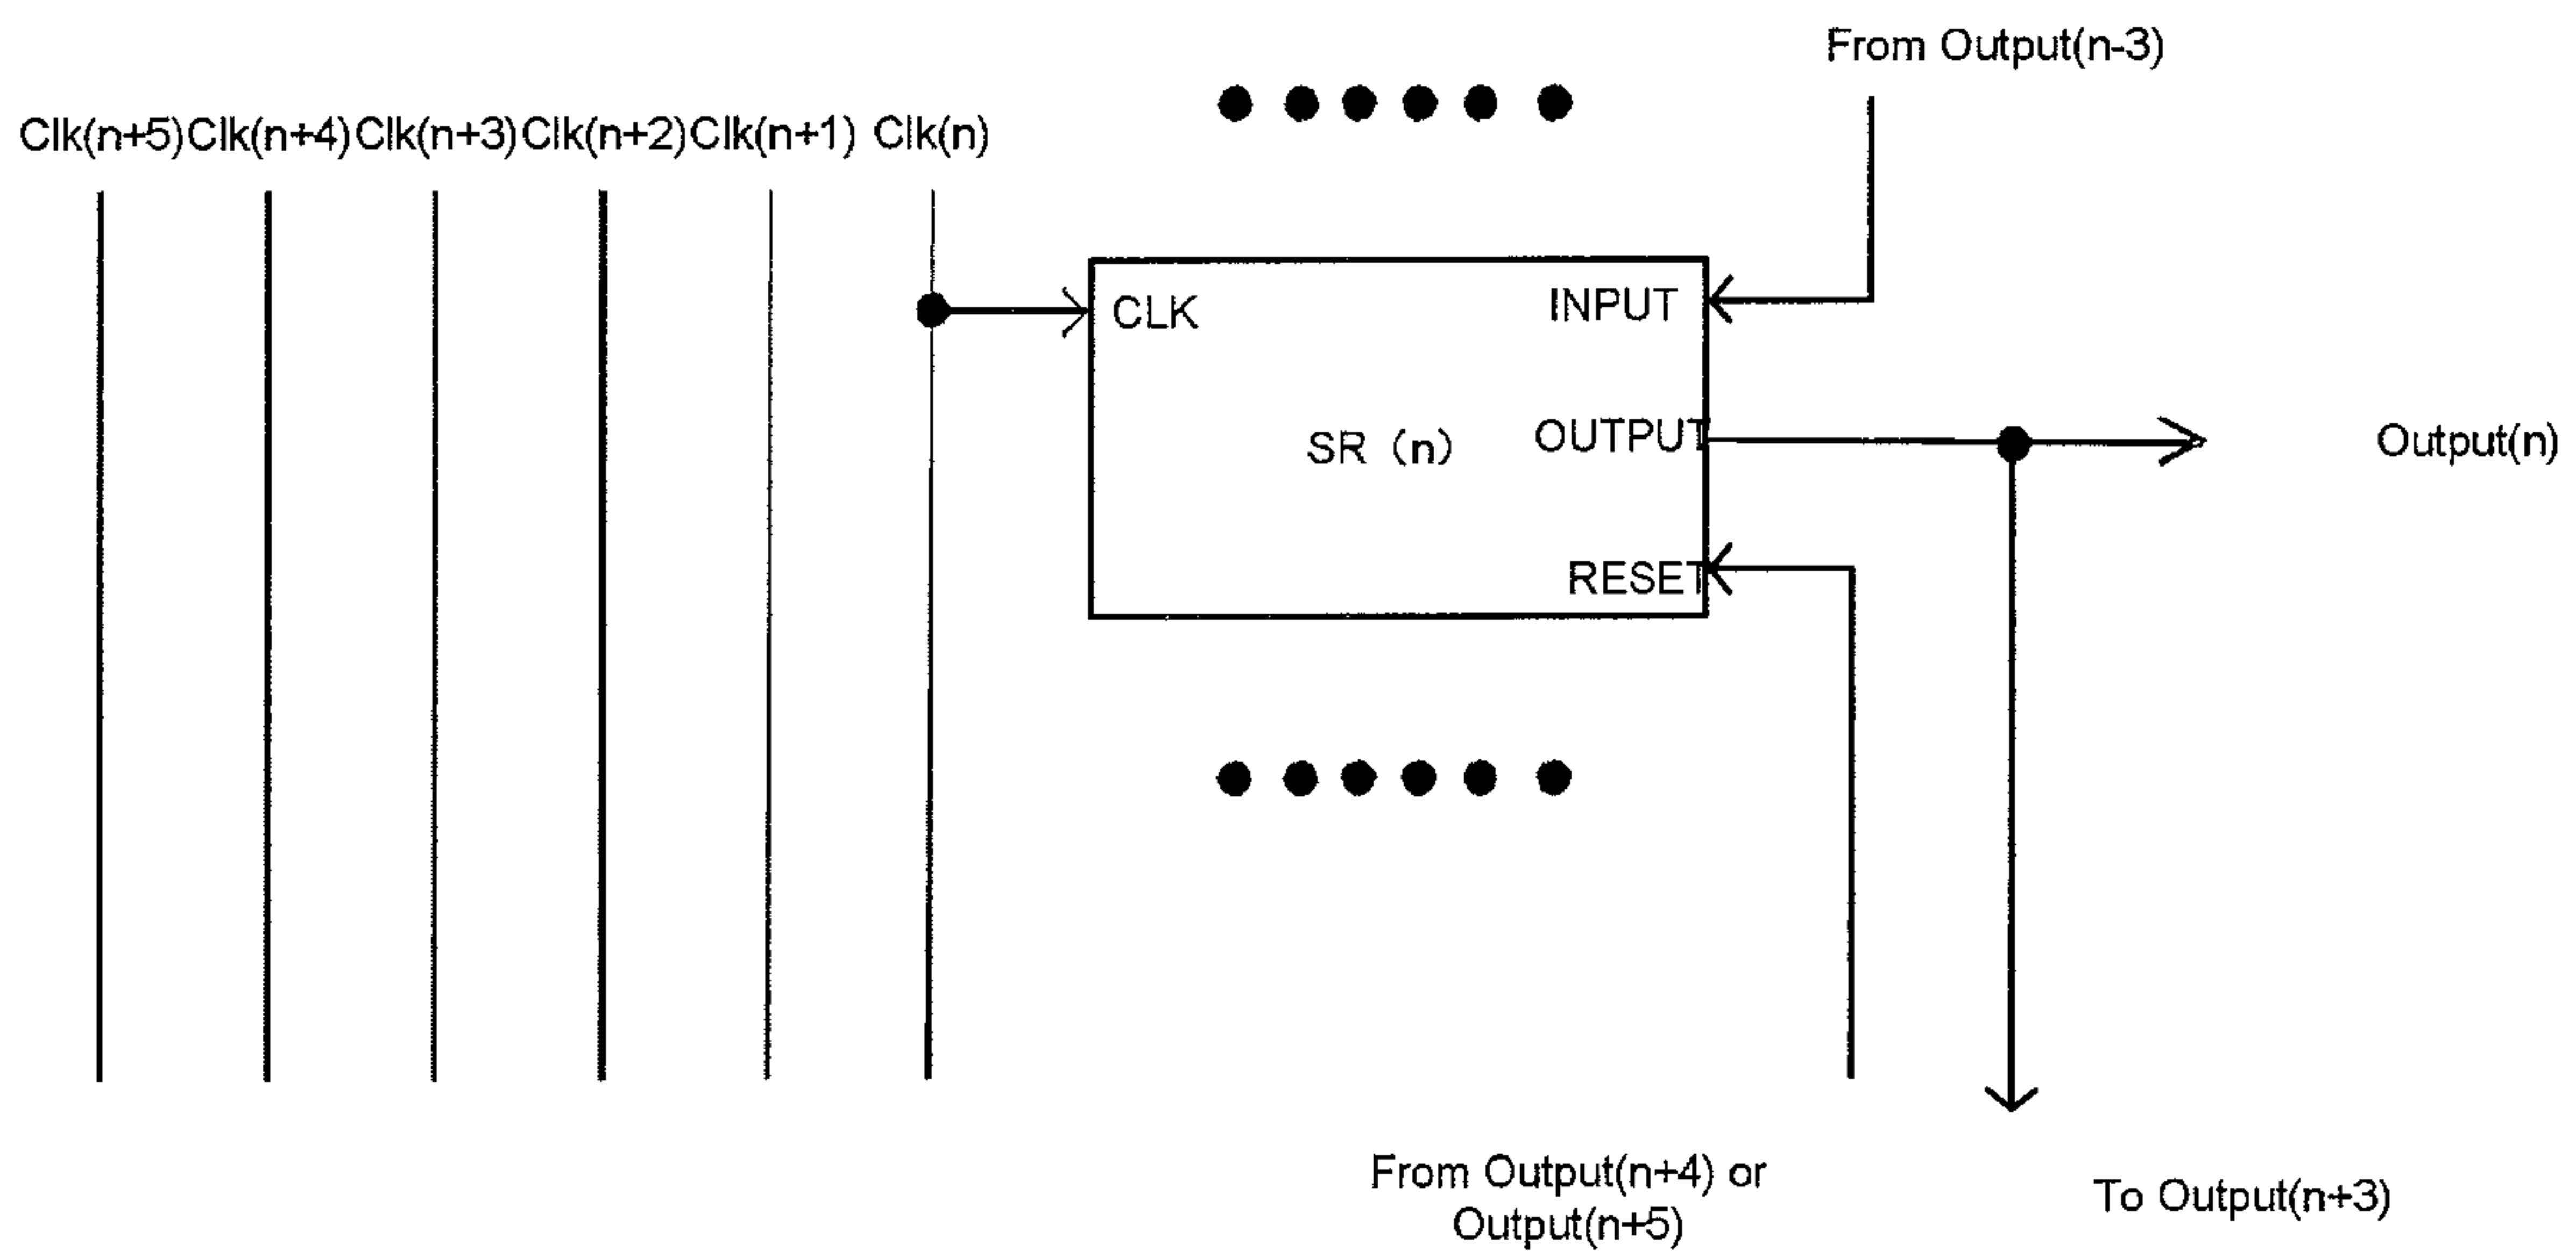 From Output(n-3)
Clk(n+5) Clk(n+4) Clk(n+3) Clk(n+2) Clk(n+1) Clk(n)
CLK
INPUT
SR (n)
OUTPUT
Output(n)
RESET
From Output(n+4) or
Output(n+5)
To Output(n+3)